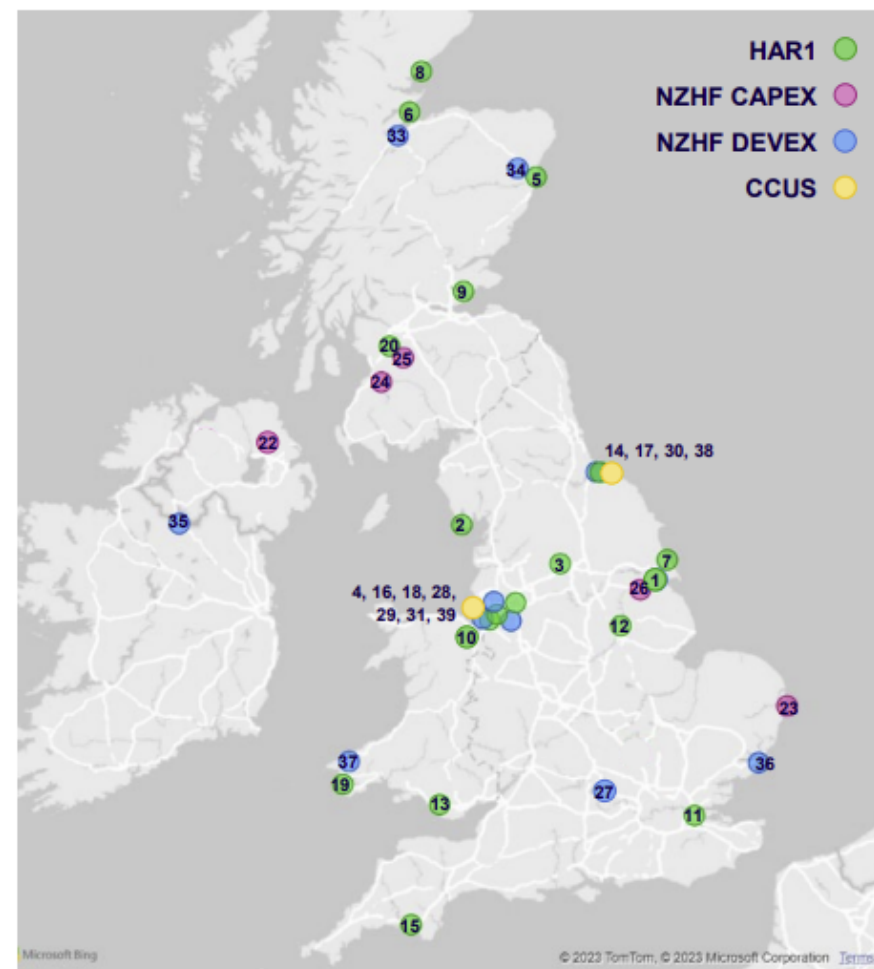 HAR1
NZHF CAPEX
NZHF DEVEX
CCUS
8
6
33
34
5
9
20
25
24
22
14, 17, 30, 38
35
2
3
7
1
26
4, 16, 18, 28,
29, 31, 39
12
10
23
37
36
19
27
13
11
15
Microsoft Bing
© 2023 TomTom, © 2023 Microsoft Corporation Terms